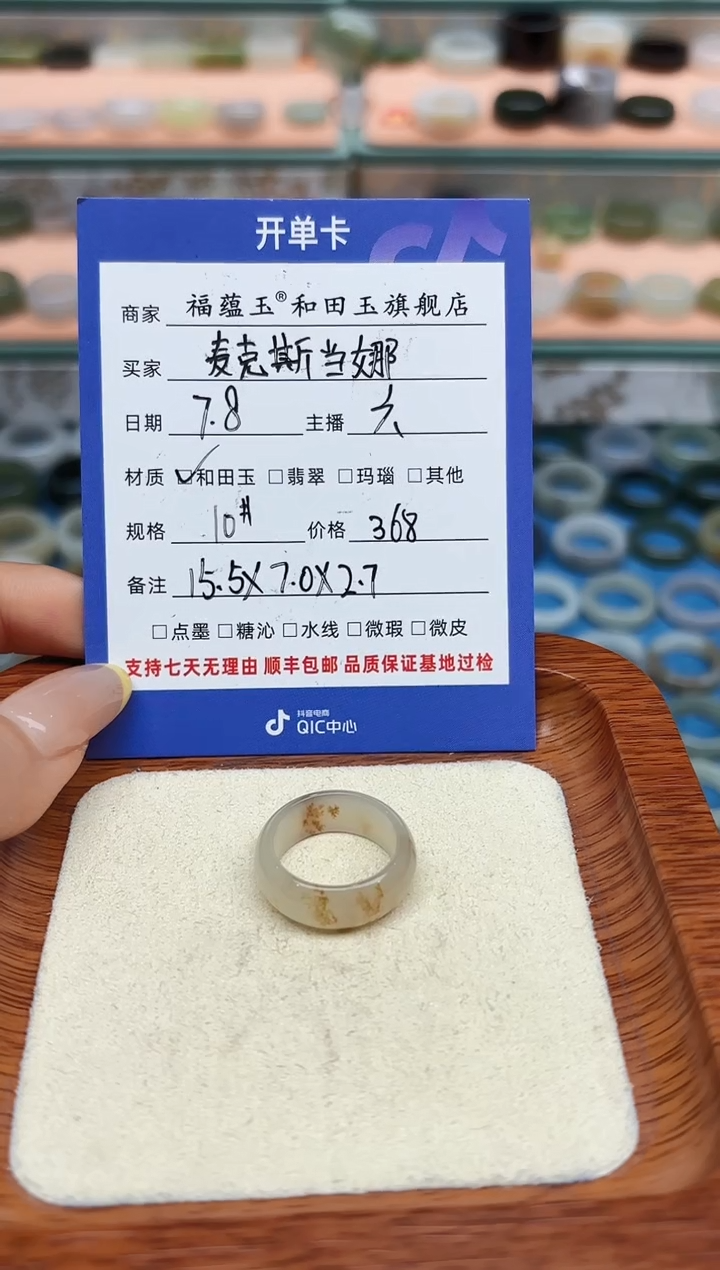 开单卡
商家 福蕴玉®和田玉旗舰店
买家 麦克斯当娜
日期 7.8 主播 六
材质 ☑和田玉 □翡翠 □玛瑙 □其他
规格 10# 价格 368
备注 15.5X7.0X2.7
□点墨 □糖沁 □水线 □微瑕 □微皮
支持七天无理由 顺丰包邮 品质保证基地过检
抖音电商
QIC中心